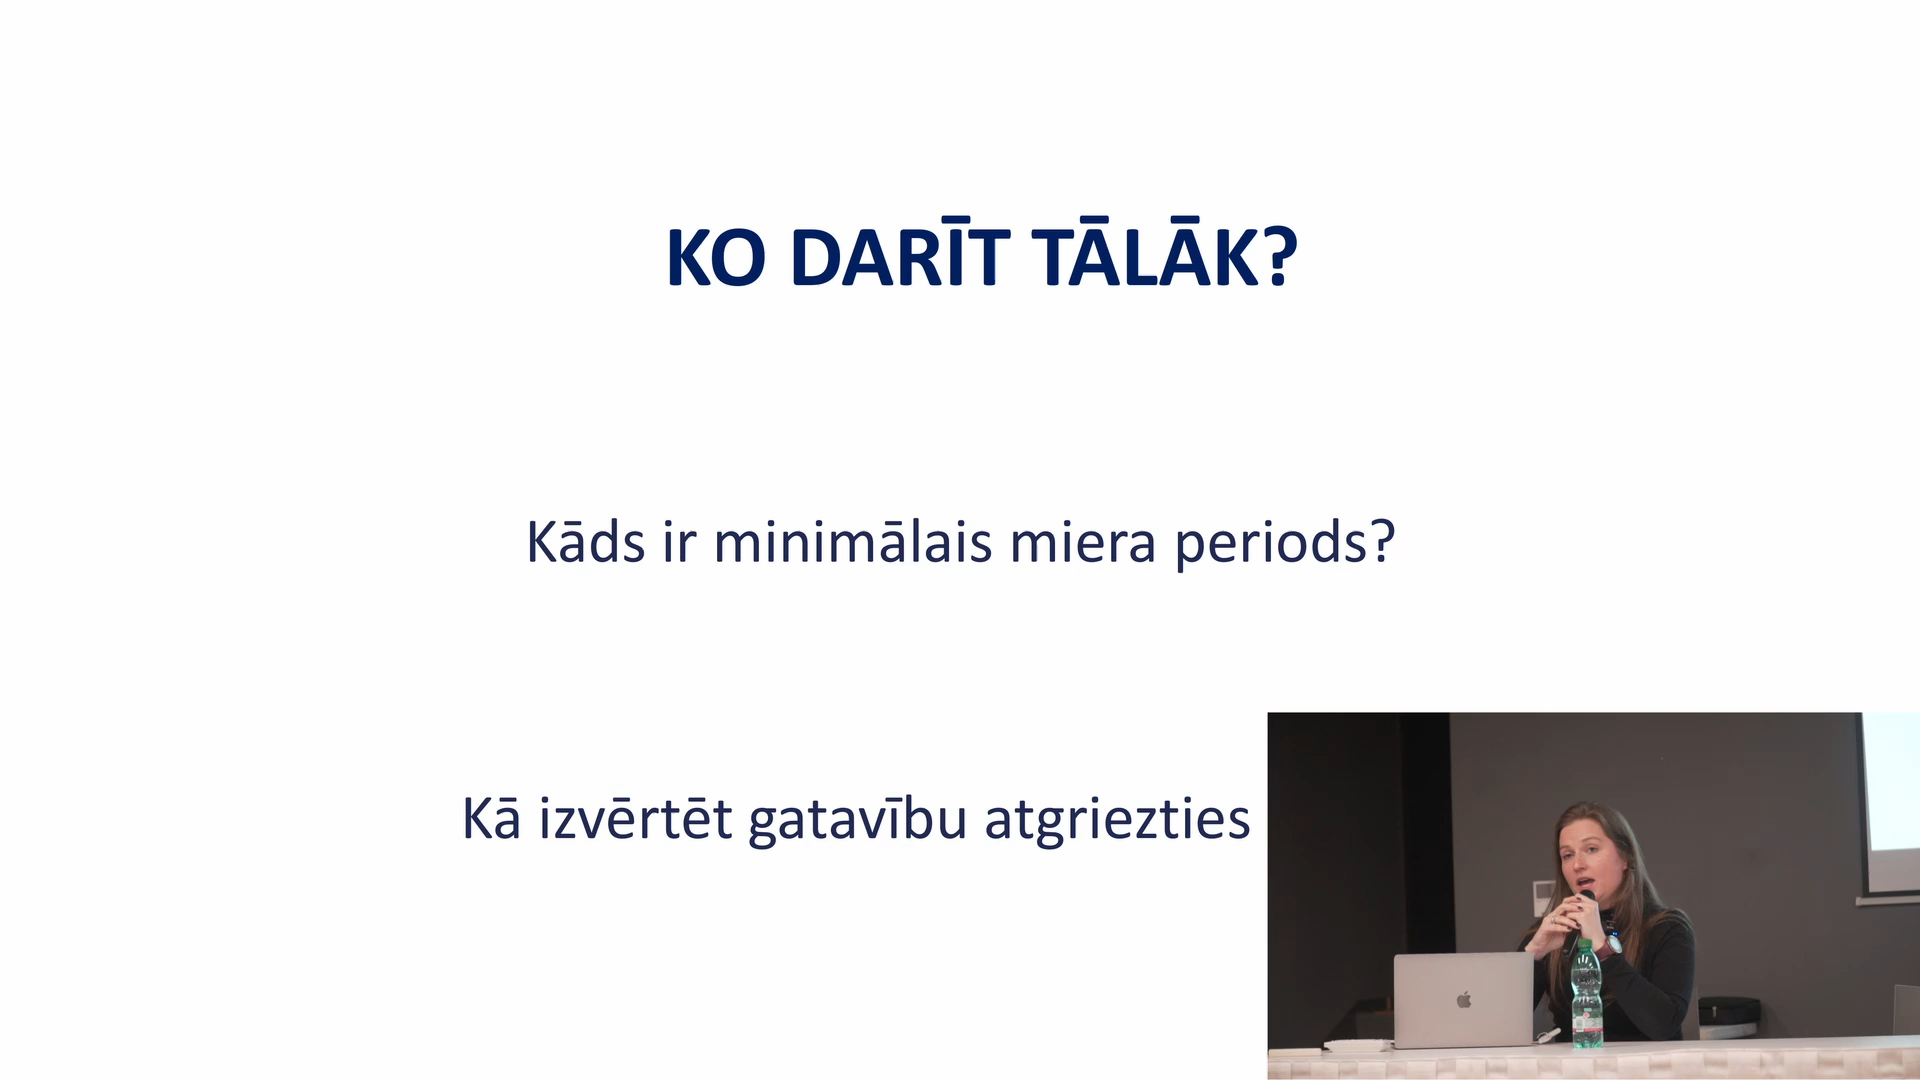 KO DARĪT TĀLĀK?
Kāds ir minimālais miera periods?
Kā izvērtēt gatavību atgriezties